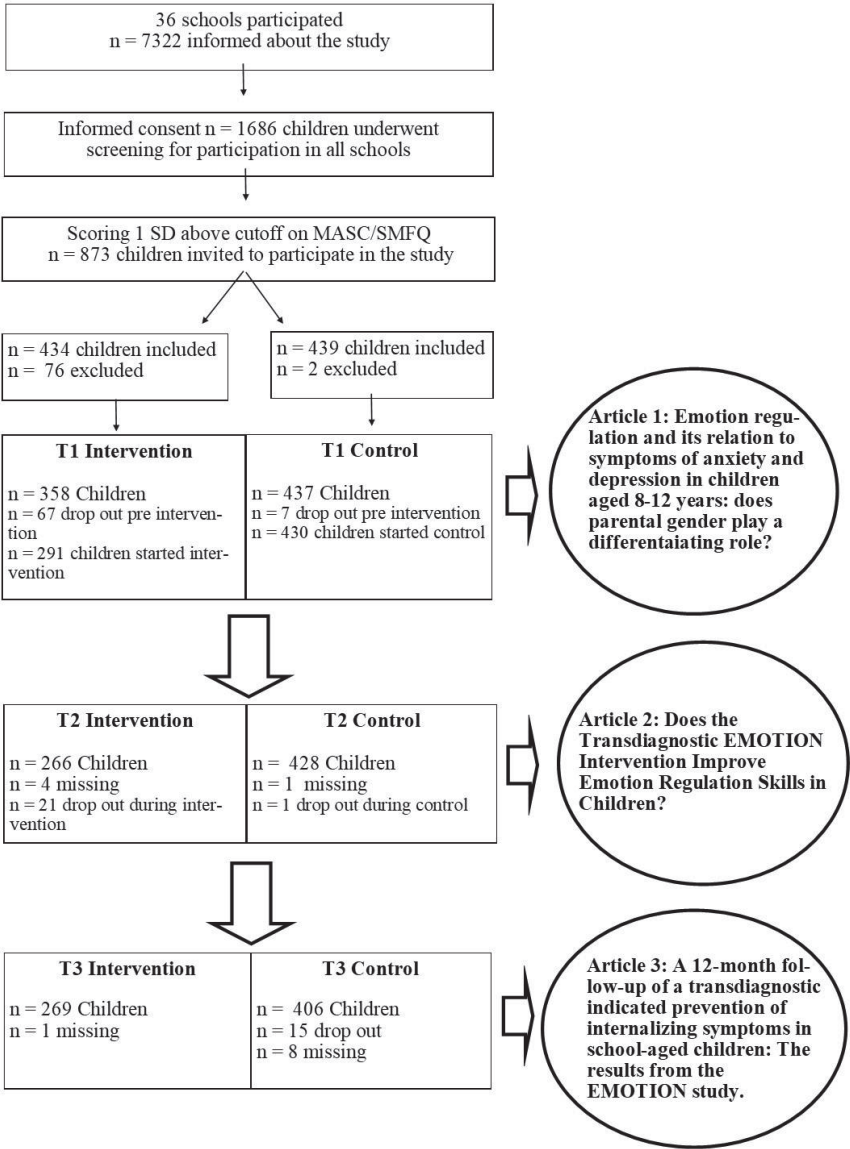 36 schools participated
n = 7322 informed about the study
Informed consent n = 1686 children underwent
screening for participation in all schools
Scoring 1 SD above cutoff on MASC/SMFQ
n = 873 children invited to participate in the study
n = 434 children included
n =  76 excluded
n = 439 children included
n = 2 excluded
T1 Intervention
n = 358 Children
n = 67 drop out pre interven-
tion
n = 291 children started inter-
vention
T1 Control
n = 437 Children
n = 7 drop out pre intervention
n = 430 children started control
Article 1: Emotion regu-
lation and its relation to
symptoms of anxiety and
depression in children
aged 8-12 years: does
parental gender play a
differentaiating role?
T2 Intervention
n = 266 Children
n = 4 missing
n = 21 drop out during inter-
vention
T2 Control
n =  428 Children
n = 1  missing
n = 1 drop out during control
Article 2: Does the
Transdiagnostic EMOTION
Intervention Improve
Emotion Regulation Skills in
Children?
T3 Intervention
n = 269 Children
n = 1 missing
T3 Control
n =  406 Children
n = 15 drop out
n = 8 missing
Article 3: A 12-month fol-
low-up of a transdiagnostic
indicated prevention of
internalizing symptoms in
school-aged children: The
results from the
EMOTION study.